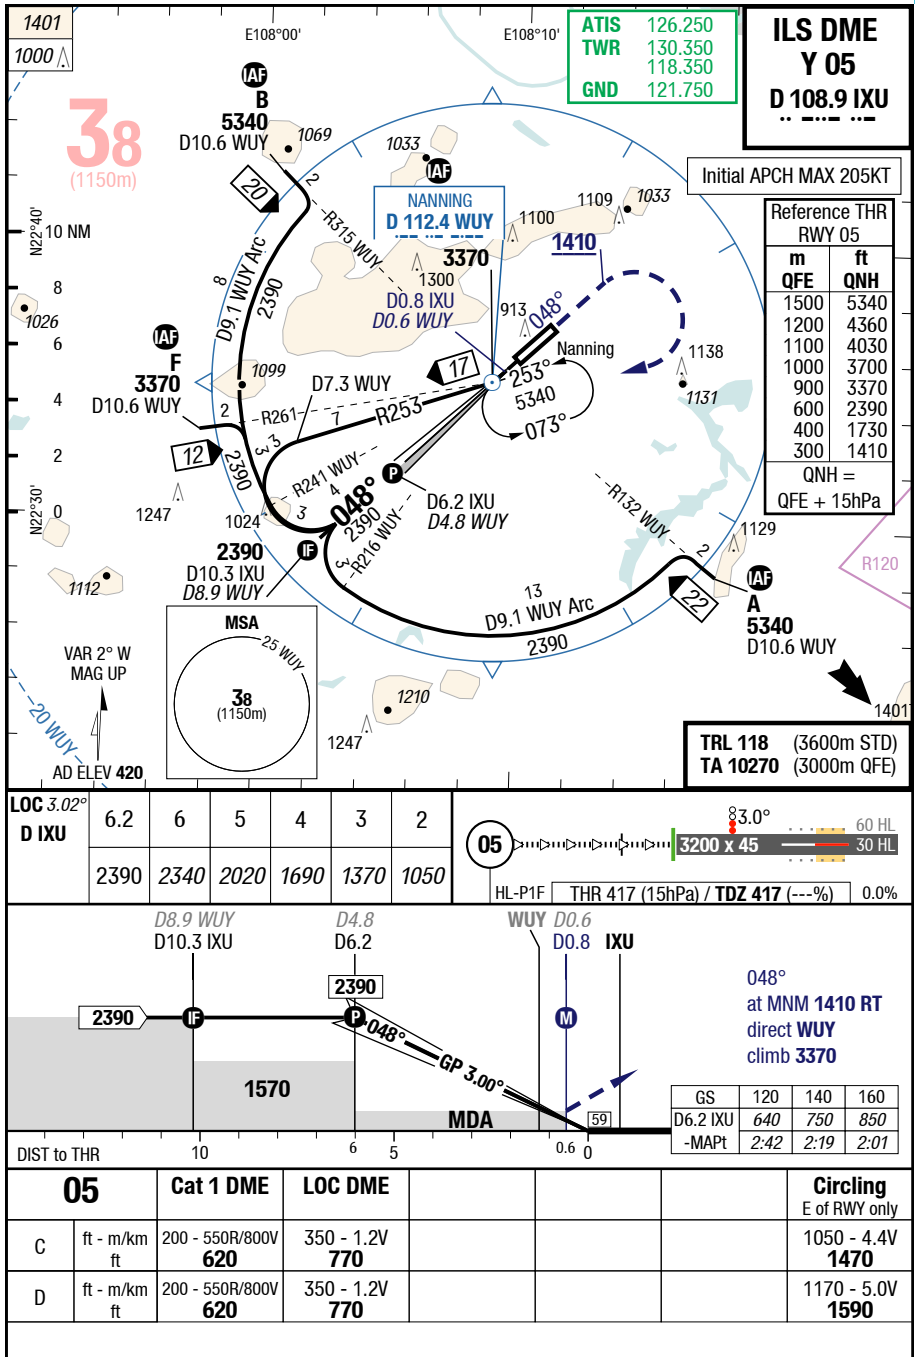 1401
1000
38
(1150m)
E108°00'
E108°10'
ATIS 126.250
TWR 130.350
118.350
GND 121.750
ILS DME
Y 05
D 108.9 IXU
Initial APCH MAX 205KT
Reference THR
RWY 05
m ft
QFE QNH
1500 5340
1200 4360
1100 4030
1000 3700
900 3370
600 2390
400 1730
300 1410
QNH =
QFE + 15hPa
IAF
B
5340
D10.6 WUY
1069
1033
IAF
20
2
NANNING
D 112.4 WUY
1109
1033
1100
1410
3370
R315 WUY
1300
N22°40'
10 NM
8
6
4
2
0
N22°30'
1026
8
D9.1 WUY Arc
2390
D0.8 IXU
D0.6 WUY
913
048°
Nanning
1138
1131
IAF
F
3370
D10.6 WUY
1099
D7.3 WUY
17
253°
5340
073°
2
R261
7
R253
12
2390
3
3
R241 WUY
4
3
048°
2390
P
D6.2 IXU
D4.8 WUY
R216 WUY
3
R132 WUY
1247
1024
1129
2
R120
2390
D10.3 IXU
D8.9 WUY
IF
1112
22
IAF
A
5340
D10.6 WUY
13
D9.1 WUY Arc
2390
MSA
25 WUY
38
(1150m)
VAR 2° W
MAG UP
20 WUY
AD ELEV 420
1210
1247
1401
TRL 118 (3600m STD)
TA 10270 (3000m QFE)
LOC 3.02°
D IXU
6.2 6 5 4 3 2
2390 2340 2020 1690 1370 1050
05
3.0°
60 HL
3200 x 45
30 HL
HL-P1F THR 417 (15hPa) / TDZ 417 (---%) 0.0%
D8.9 WUY D4.8 WUY D0.6
D10.3 IXU D6.2 D0.8 IXU
2390
2390
IF
P
048°
GP 3.00°
M
1570
MDA
59
048°
at MNM 1410 RT
direct WUY
climb 3370
GS 120 140 160
D6.2 IXU 640 750 850
-MAPt 2:42 2:19 2:01
DIST to THR 10 6 5 0.6 0
05 Cat 1 DME LOC DME Circling
E of RWY only
C ft - m/km 200 - 550R/800V 350 - 1.2V 1050 - 4.4V
ft 620 770 1470
D ft - m/km 200 - 550R/800V 350 - 1.2V 1170 - 5.0V
ft 620 770 1590